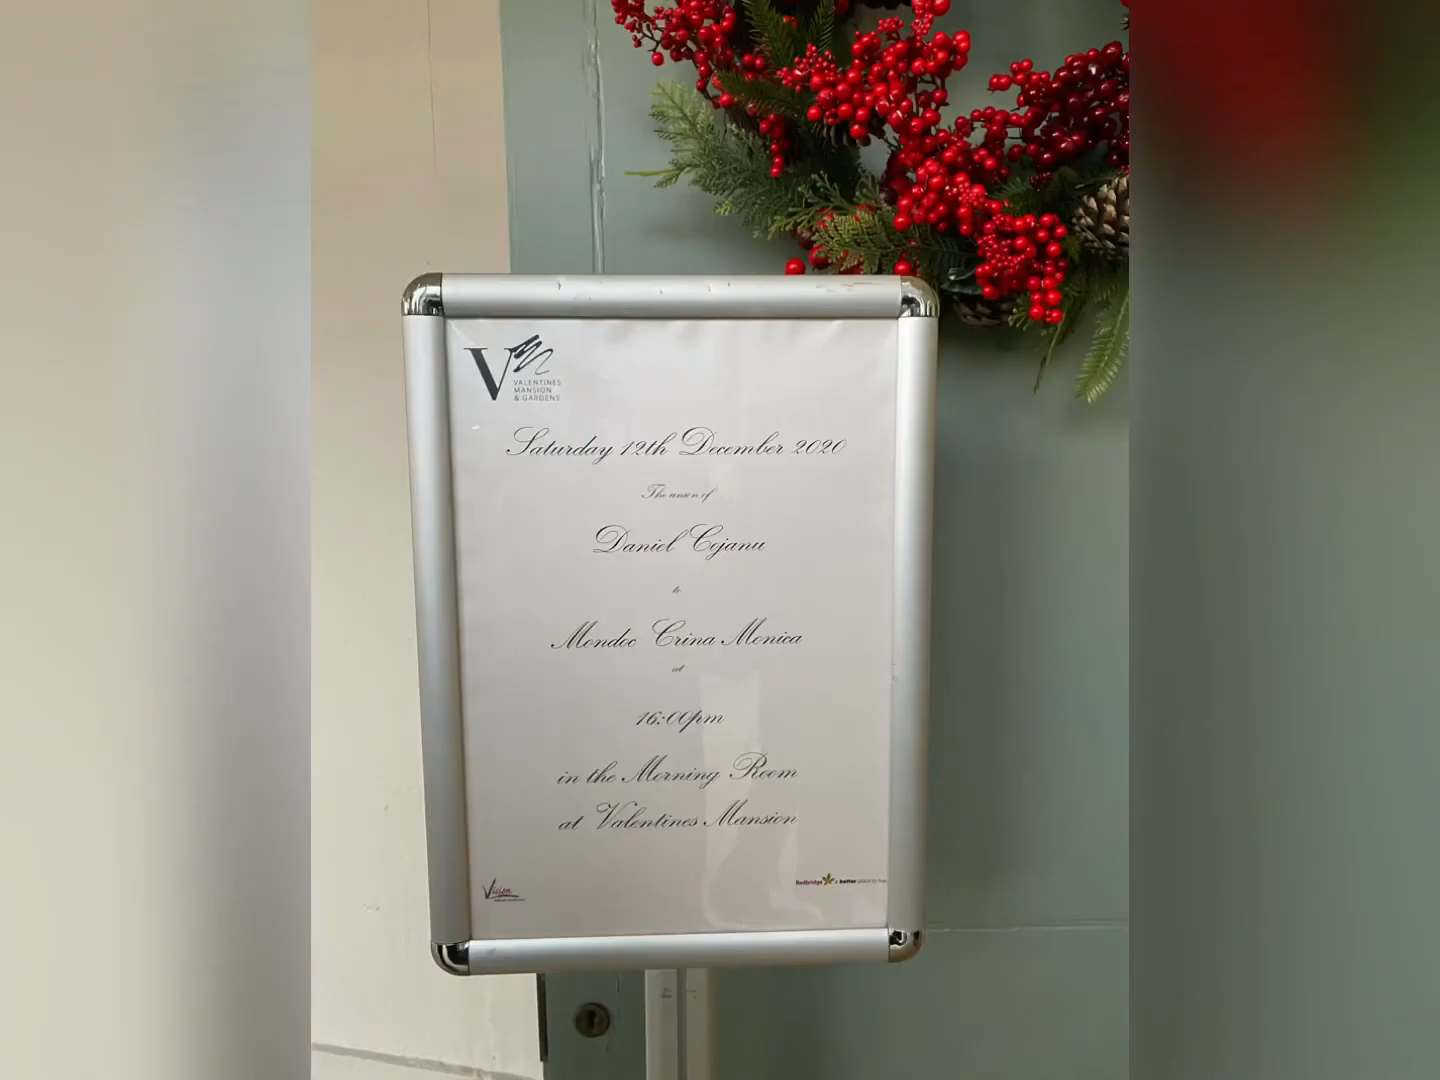 VALENTINES
MANSION
& GARDENS
Saturday 12th December 2020
The union of
Daniel Cojanu
to
Mondoc Crina Monica
at
16:00pm
in the Morning Room
at Valentines Mansion
Vision
Redbridge a better place to live